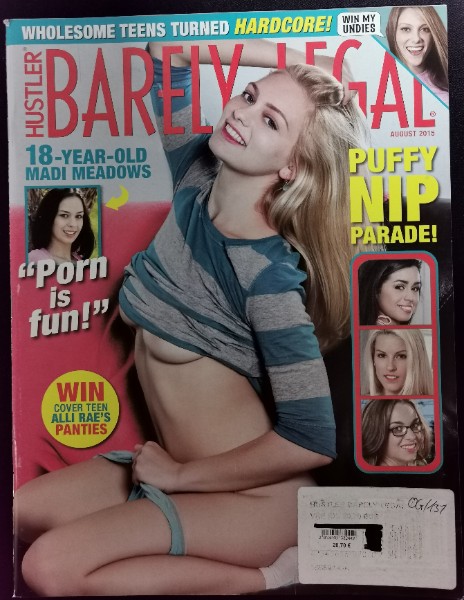 WHOLESOME TEENS TURNED HARDCORE!
WIN MY
UNDIES
HUSTLER®
BARELY LEGAL®
AUGUST 2015
18-YEAR-OLD
MADI MEADOWS
PUFFY
NIP
PARADE!
"Porn
is
fun!"
WIN
COVER TEEN
ALLI RAE'S
PANTIES